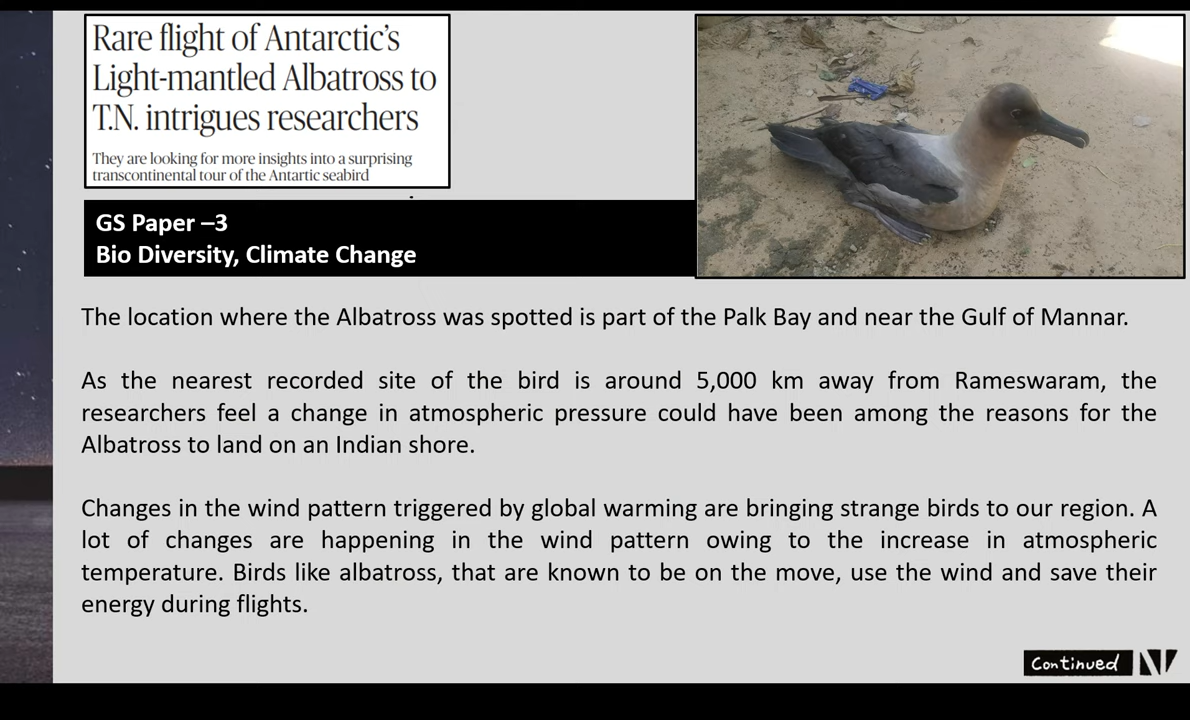 Rare flight of Antarctic's
Light-mantled Albatross to
T.N. intrigues researchers
They are looking for more insights into a surprising
transcontinental tour of the Antartic seabird
GS Paper –3
Bio Diversity, Climate Change
The location where the Albatross was spotted is part of the Palk Bay and near the Gulf of Mannar.
As the nearest recorded site of the bird is around 5,000 km away from Rameswaram, the
researchers feel a change in atmospheric pressure could have been among the reasons for the
Albatross to land on an Indian shore.
Changes in the wind pattern triggered by global warming are bringing strange birds to our region. A
lot of changes are happening in the wind pattern owing to the increase in atmospheric
temperature. Birds like albatross, that are known to be on the move, use the wind and save their
energy during flights.
Continued